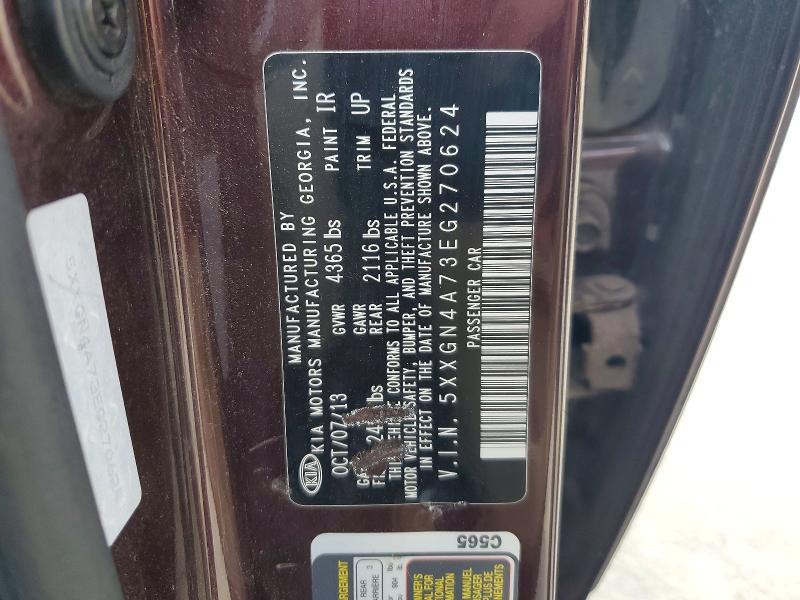 MANUFACTURED BY
KIA KIA MOTORS MANUFACTURING GEORGIA, INC.
OCT/07/13 GVWR 4365 lbs PAINT IR
GAWR TRIM UP
REAR 2116 lbs
CONFORMS TO ALL APPLICABLE U.S.A. FEDERAL
MOTOR VEHICLE SAFETY, BUMPER, AND THEFT PREVENTION STANDARDS
IN EFFECT ON THE DATE OF MANUFACTURE SHOWN ABOVE.
V.I.N. 5XXGN4A73EG270624
PASSENGER CAR
C565